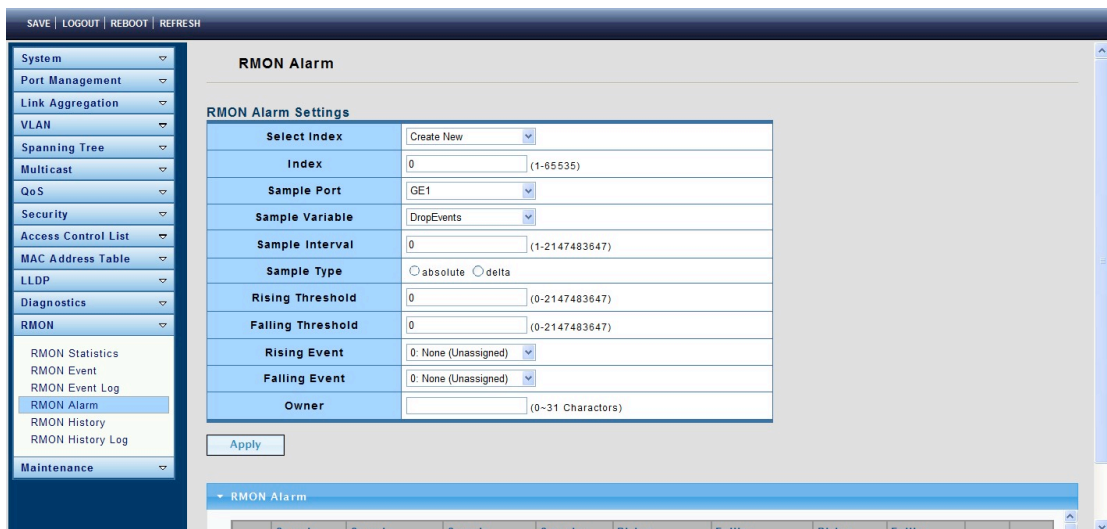 SAVE | LOGOUT | REBOOT | REFRESH
System
Port Management
Link Aggregation
VLAN
Spanning Tree
Multicast
QoS
Security
Access Control List
MAC Address Table
LLDP
Diagnostics
RMON
RMON Statistics
RMON Event
RMON Event Log
RMON Alarm
RMON History
RMON History Log
Maintenance
RMON Alarm
RMON Alarm Settings
Select Index Create New
Index 0 (1-65535)
Sample Port GE1
Sample Variable DropEvents
Sample Interval 0 (1-2147483647)
Sample Type absolute delta
Rising Threshold 0 (0-2147483647)
Falling Threshold 0 (0-2147483647)
Rising Event 0: None (Unassigned)
Falling Event 0: None (Unassigned)
Owner (0~31 Charactors)
Apply
RMON Alarm